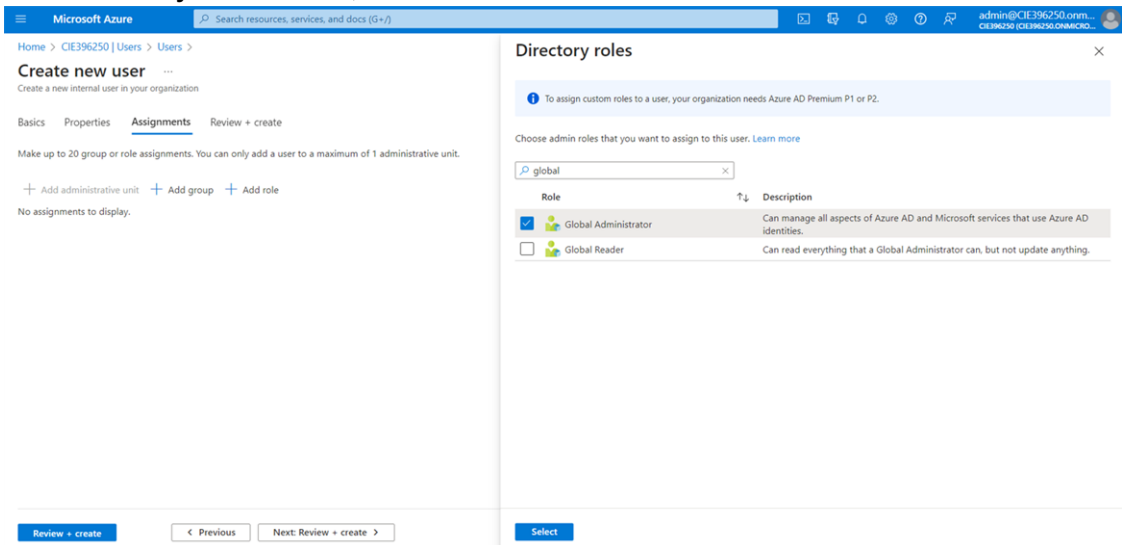 Microsoft Azure
Search resources, services, and docs (G+/)
admin@CIE396250.onm...
CIE396250 (CIE396250.ONMICRO...
Home > CIE396250 | Users > Users >
Create new user ...
Create a new internal user in your organization
Basics Properties Assignments Review + create
Make up to 20 group or role assignments. You can only add a user to a maximum of 1 administrative unit.
+ Add administrative unit + Add group + Add role
No assignments to display.
Review + create
< Previous
Next: Review + create >
Directory roles
To assign custom roles to a user, your organization needs Azure AD Premium P1 or P2.
Choose admin roles that you want to assign to this user. Learn more
global
Role ↑↓ Description
Global Administrator Can manage all aspects of Azure AD and Microsoft services that use Azure AD
identities.
Global Reader Can read everything that a Global Administrator can, but not update anything.
Select